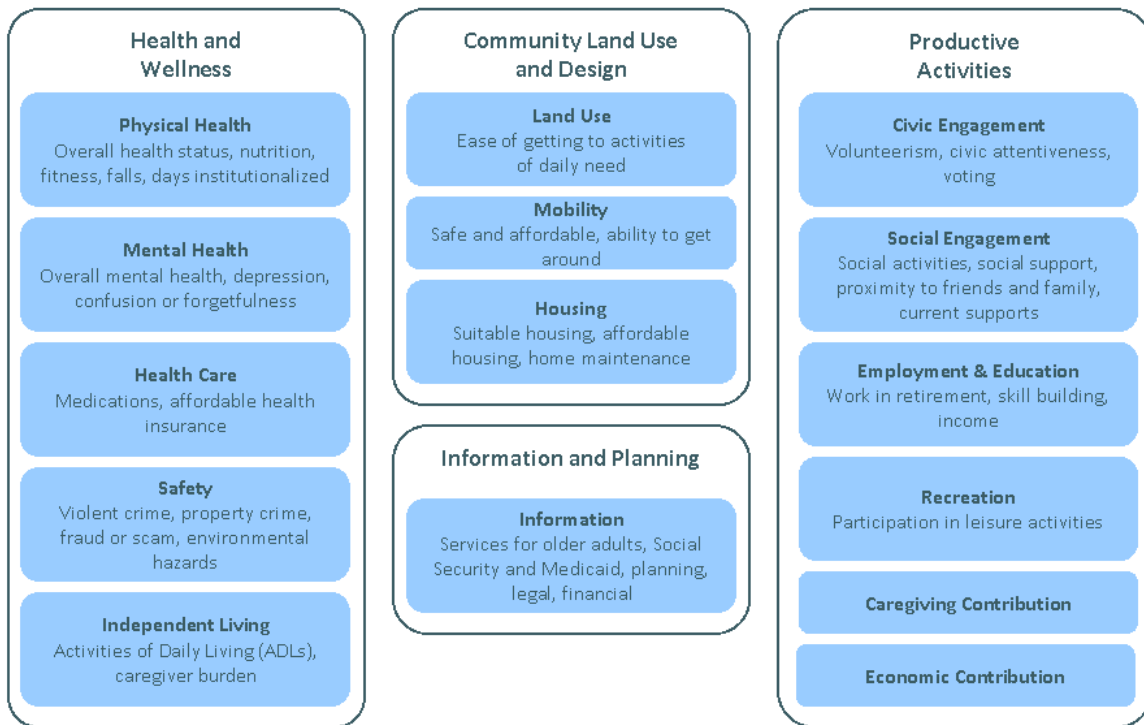 Health and
Wellness
Physical Health
Overall health status, nutrition,
fitness, falls, days institutionalized
Mental Health
Overall mental health, depression,
confusion or forgetfulness
Health Care
Medications, affordable health
insurance
Safety
Violent crime, property crime,
fraud or scam, environmental
hazards
Independent Living
Activities of Daily Living (ADLs),
caregiver burden
Community Land Use
and Design
Land Use
Ease of getting to activities
of daily need
Mobility
Safe and affordable, ability to get
around
Housing
Suitable housing, affordable
housing, home maintenance
Information and Planning
Information
Services for older adults, Social
Security and Medicaid, planning,
legal, financial
Productive
Activities
Civic Engagement
Volunteerism, civic attentiveness,
voting
Social Engagement
Social activities, social support,
proximity to friends and family,
current supports
Employment & Education
Work in retirement, skill building,
income
Recreation
Participation in leisure activities
Caregiving Contribution
Economic Contribution